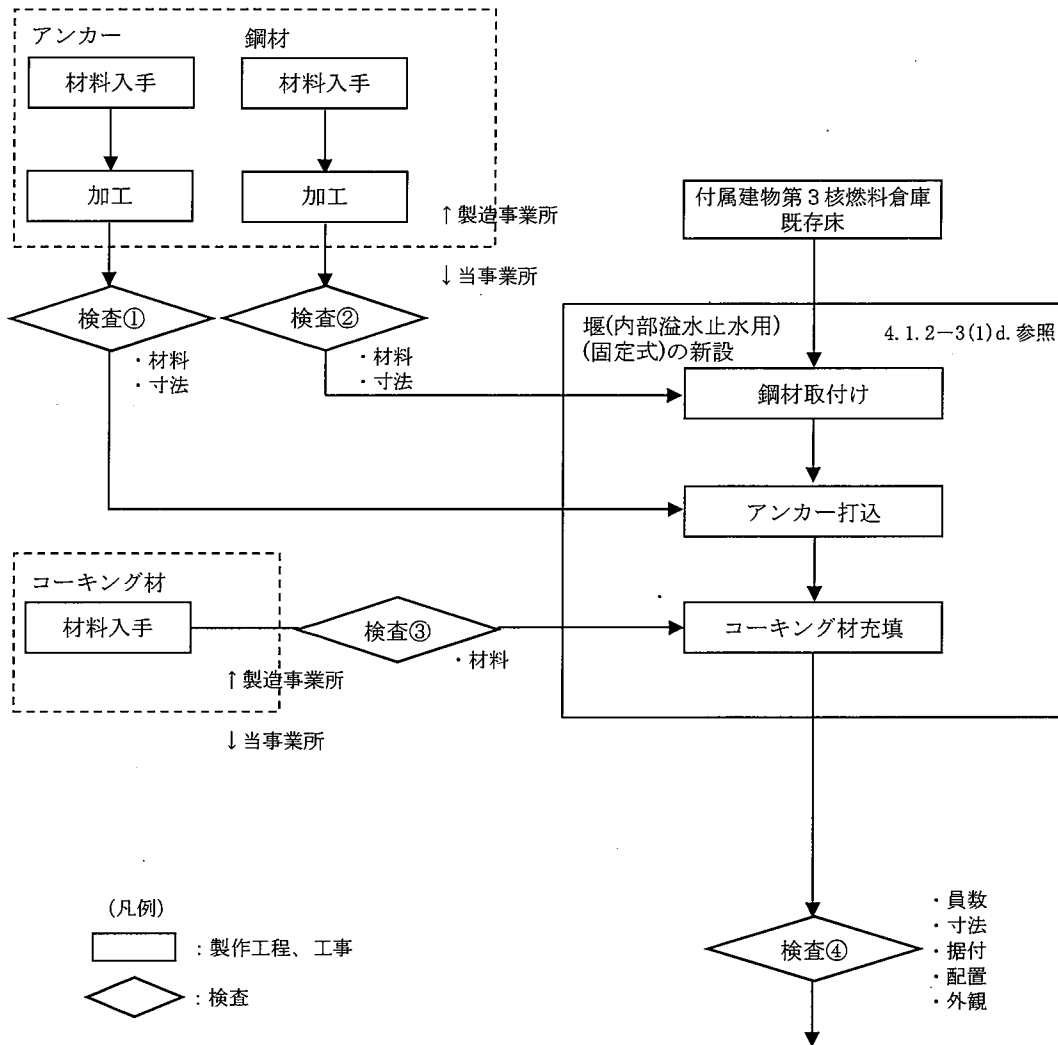 アンカー
鋼材
材料入手
材料入手
加工
加工
↑製造事業所
↓当事業所
付属建物第3核燃料倉庫
既存床
検査①
・材料
・寸法
検査②
・材料
・寸法
堰(内部溢水止水用)
(固定式)の新設
4.1.2－3(1)d.参照
鋼材取付け
アンカー打込
コーキング材
材料入手
検査③
・材料
コーキング材充填
↑製造事業所
↓当事業所
検査④
・員数
・寸法
・据付
・配置
・外観
(凡例)
：製作工程、工事
：検査